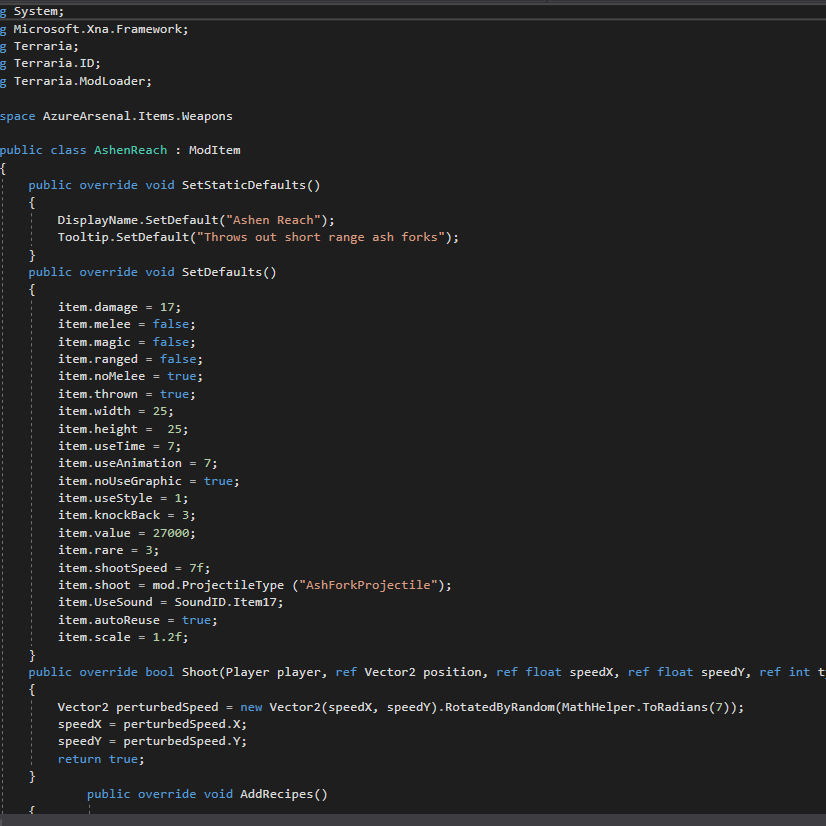 g System;
g Microsoft.Xna.Framework;
g Terraria;
g Terraria.ID;
g Terraria.ModLoader;
space AzureArsenal.Items.Weapons
public class AshenReach : ModItem
{
public override void SetStaticDefaults()
{
DisplayName.SetDefault("Ashen Reach");
Tooltip.SetDefault("Throws out short range ash forks");
}
public override void SetDefaults()
{
item.damage = 17;
item.melee = false;
item.magic = false;
item.ranged = false;
item.noMelee = true;
item.thrown = true;
item.width = 25;
item.height =  25;
item.useTime = 7;
item.useAnimation = 7;
item.noUseGraphic = true;
item.useStyle = 1;
item.knockBack = 3;
item.value = 27000;
item.rare = 3;
item.shootSpeed = 7f;
item.shoot = mod.ProjectileType ("AshForkProjectile");
item.UseSound = SoundID.Item17;
item.autoReuse = true;
item.scale = 1.2f;
}
public override bool Shoot(Player player, ref Vector2 position, ref float speedX, ref float speedY, ref int t
{
Vector2 perturbedSpeed = new Vector2(speedX, speedY).RotatedByRandom(MathHelper.ToRadians(7));
speedX = perturbedSpeed.X;
speedY = perturbedSpeed.Y;
return true;
}
public override void AddRecipes()
{